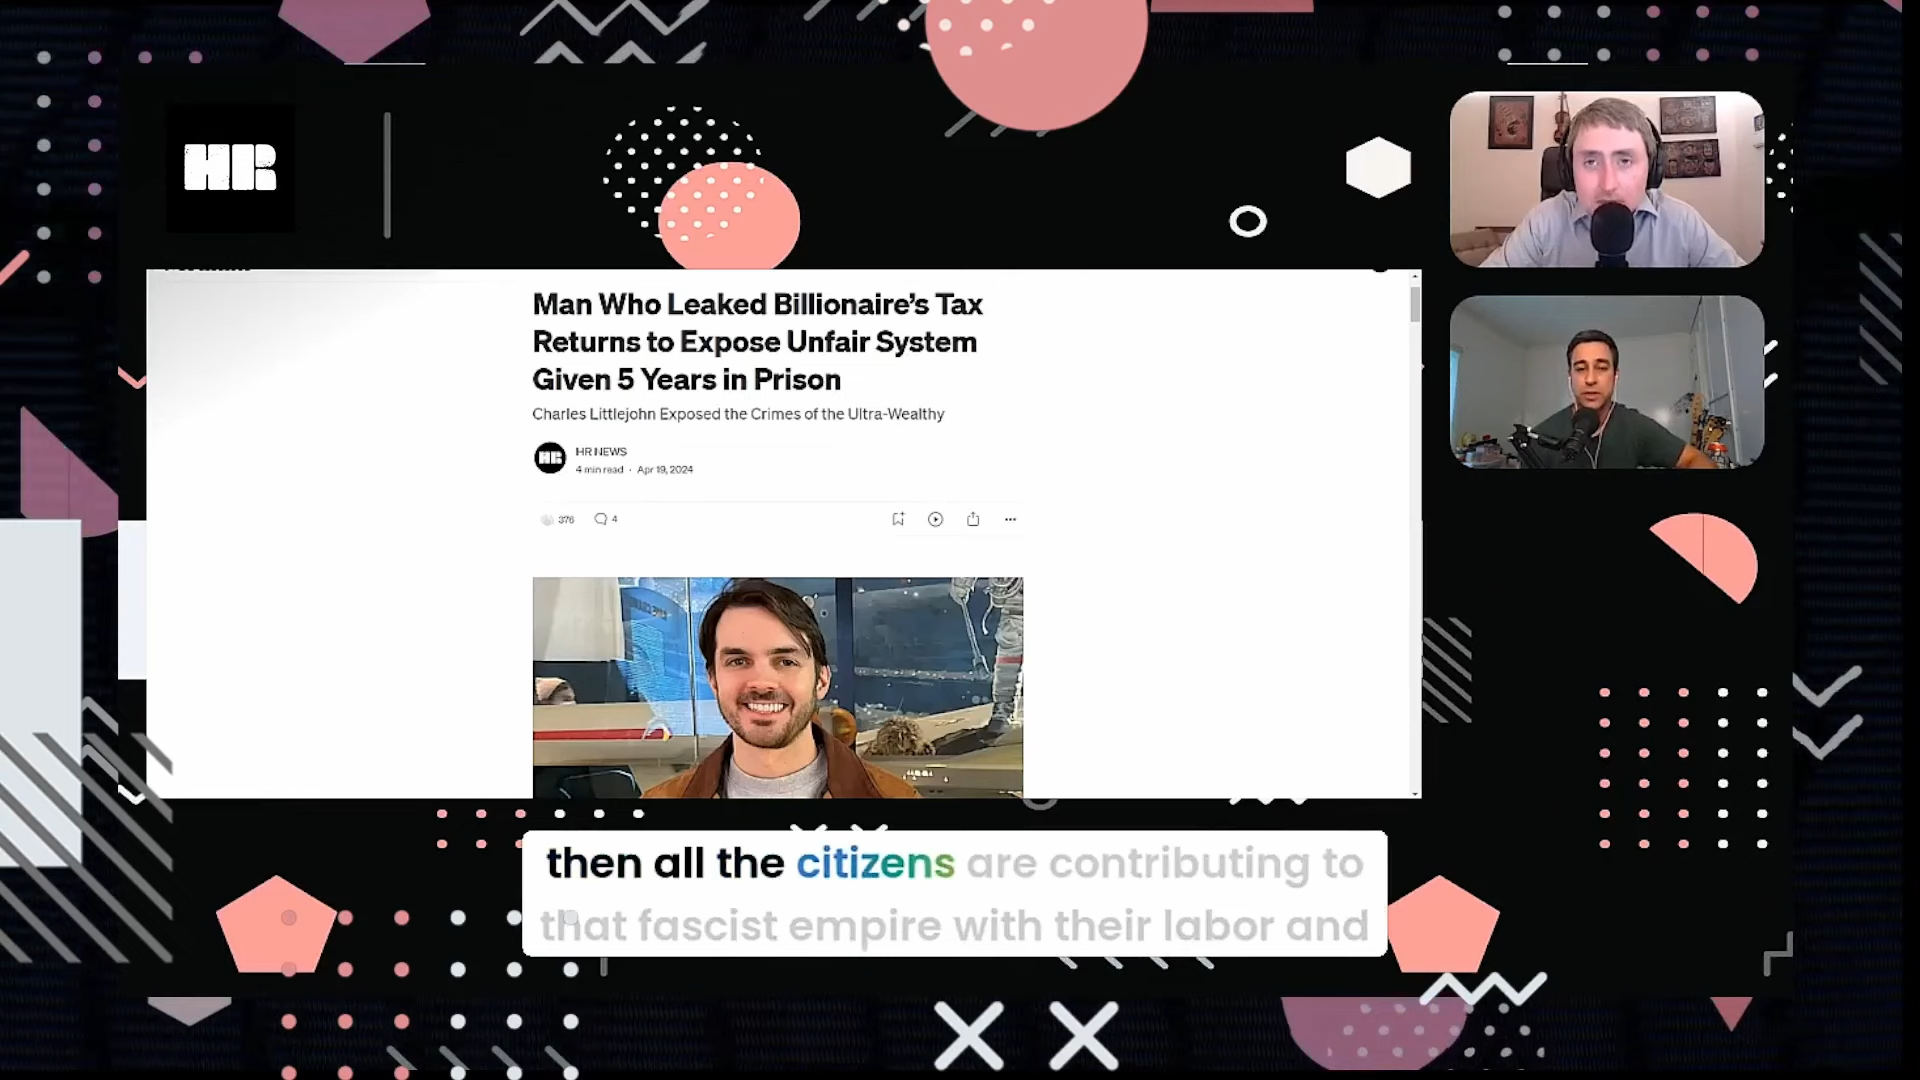 HR
Man Who Leaked Billionaire’s Tax
Returns to Expose Unfair System
Given 5 Years in Prison
Charles Littlejohn Exposed the Crimes of the Ultra-Wealthy
HR
HR NEWS
4 min read · Apr 19, 2024
376 4
then all the citizens are contributing to
that fascist empire with their labor and